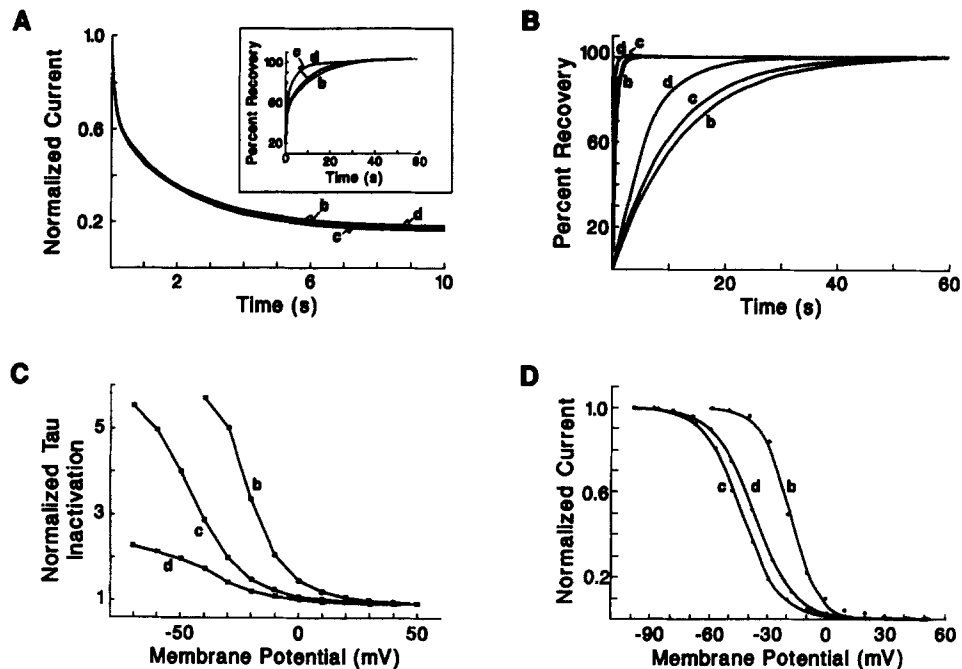 A
Normalized Current
1.0
0.6
0.2
2
4
6
8
10
Time (s)
b
c
d
Percent Recovery
100
60
20
0
20
40
60
Time (s)
c
d
b
B
Percent Recovery
100
60
20
20
40
60
Time (s)
d
c
b
d
c
b
C
Normalized Tau
Inactivation
5
3
1
-50
0
50
Membrane Potential (mV)
b
c
d
D
Normalized Current
1.0
0.6
0.2
-90
-60
-30
0
30
60
Membrane Potential (mV)
c
d
b